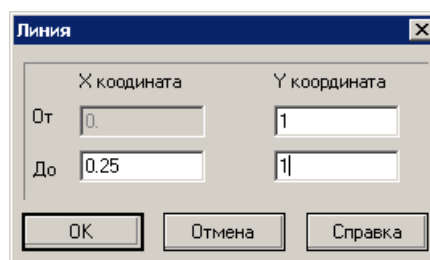 Линия
X коодината Y координата
От 0. 1
До 0.25 1
OK Отмена Справка